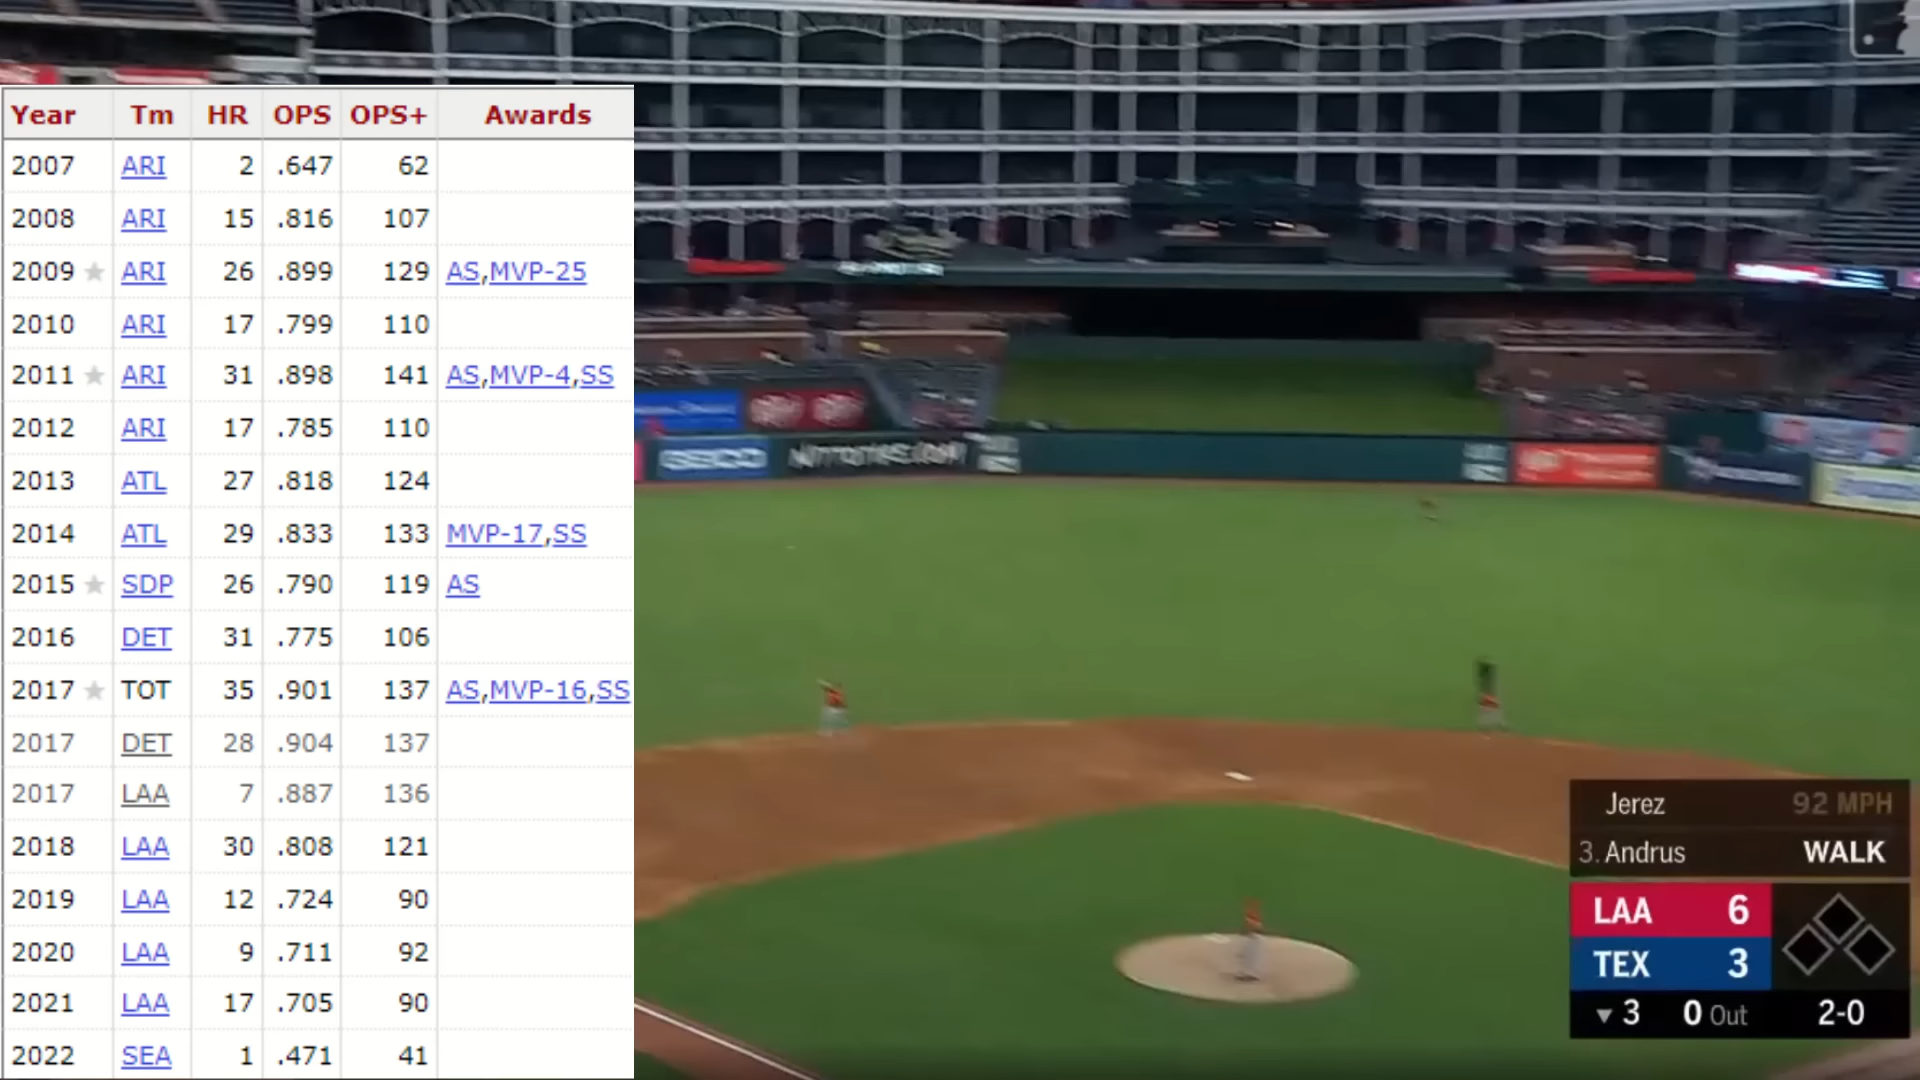 Year Tm HR OPS OPS+ Awards
2007 ARI 2 .647 62
2008 ARI 15 .816 107
2009 ★ ARI 26 .899 129 AS,MVP-25
2010 ARI 17 .799 110
2011 ★ ARI 31 .898 141 AS,MVP-4,SS
2012 ARI 17 .785 110
2013 ATL 27 .818 124
2014 ATL 29 .833 133 MVP-17,SS
2015 ★ SDP 26 .790 119 AS
2016 DET 31 .775 106
2017 ★ TOT 35 .901 137 AS,MVP-16,SS
2017 DET 28 .904 137
2017 LAA 7 .887 136
2018 LAA 30 .808 121
2019 LAA 12 .724 90
2020 LAA 9 .711 92
2021 LAA 17 .705 90
2022 SEA 1 .471 41
GEICO
Jerez 92 MPH
3. Andrus WALK
LAA 6
TEX 3
▼ 3 0 Out 2-0